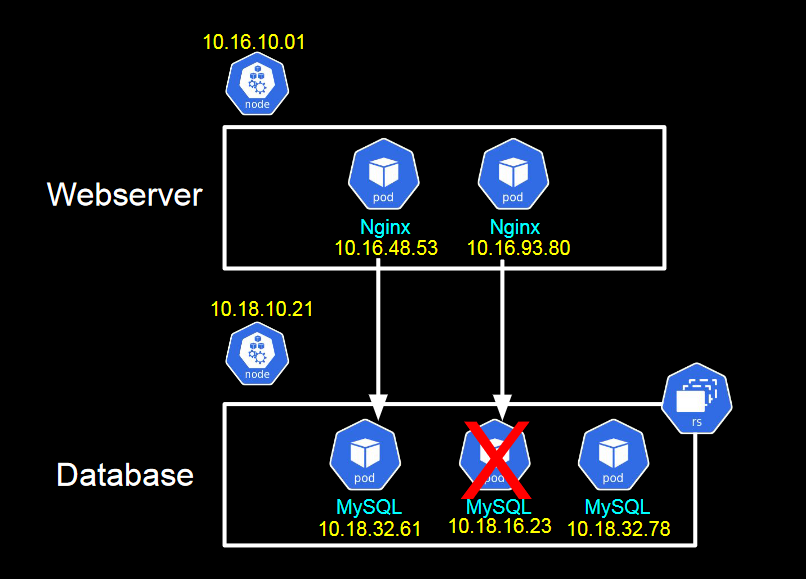 10.16.10.01
node
Webserver
pod
pod
Nginx
Nginx
10.16.48.53
10.16.93.80
10.18.10.21
node
rs
Database
pod
pod
pod
MySQL
MySQL
MySQL
10.18.32.61
10.18.16.23
10.18.32.78